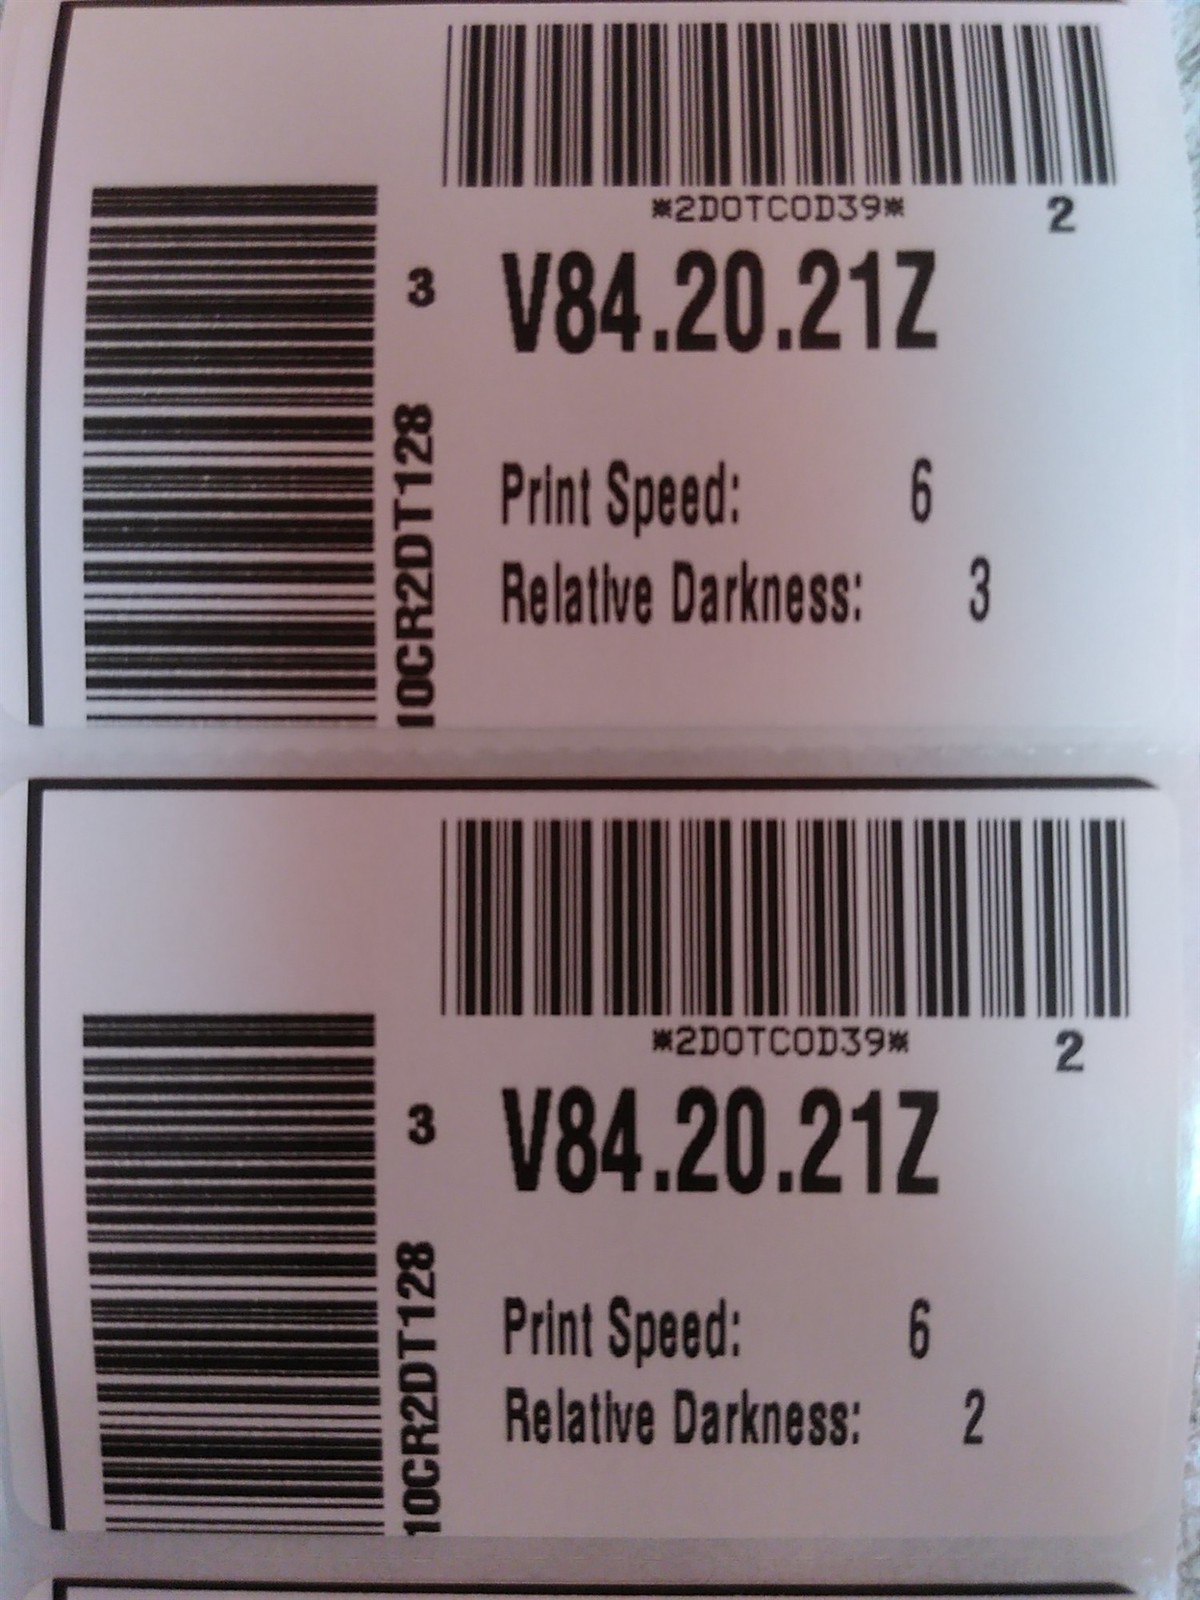 *2DOTCOD39*
2
3
V84.20.21Z
10CR2DT128
Print Speed: 6
Relative Darkness: 3
*2DOTCOD39*
2
3
V84.20.21Z
10CR2DT128
Print Speed: 6
Relative Darkness: 2